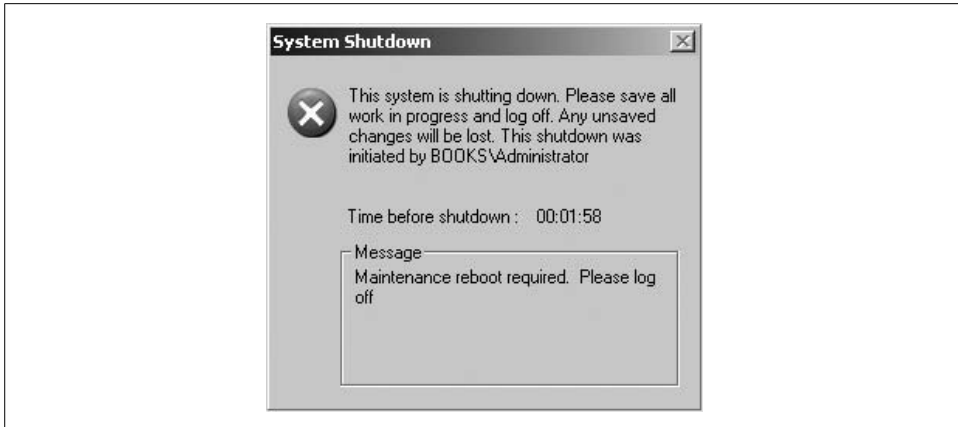 System Shutdown
This system is shutting down. Please save all
work in progress and log off. Any unsaved
changes will be lost. This shutdown was
initiated by BOOKS\Administrator
Time before shutdown : 00:01:58
Message
Maintenance reboot required. Please log
off